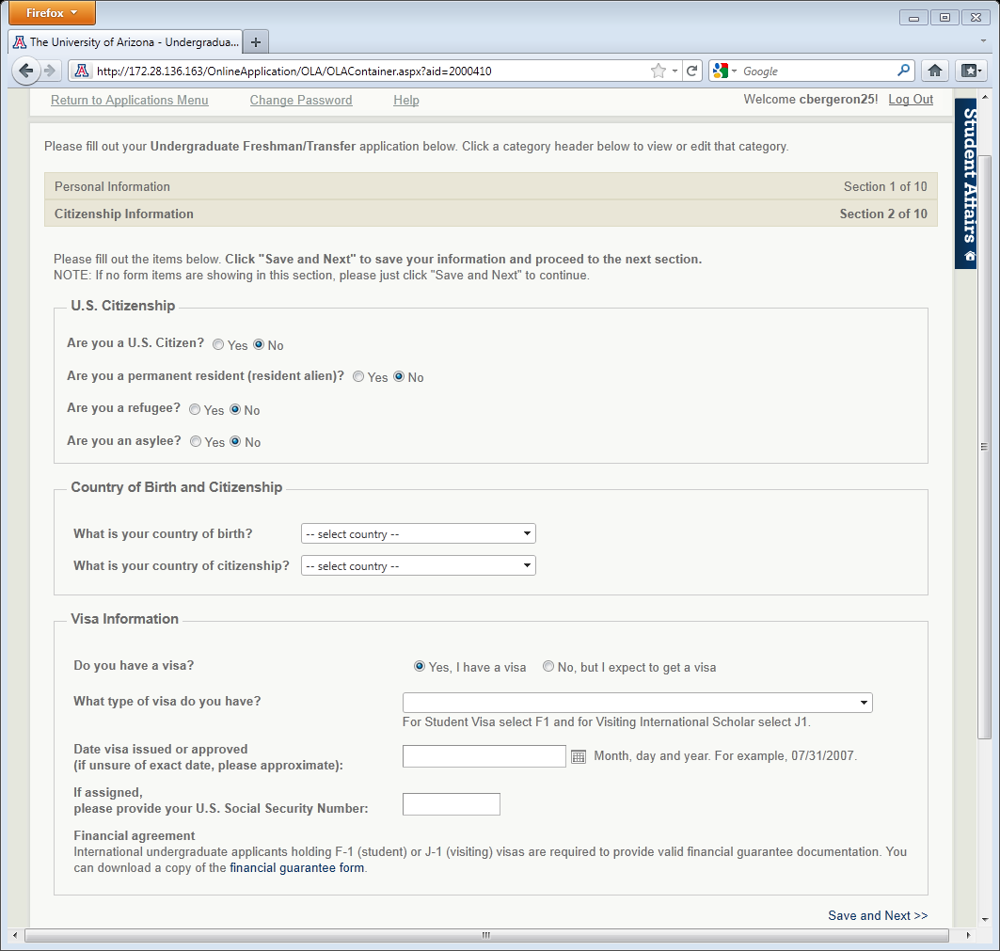 Firefox
The University of Arizona - Undergradua...
http://172.28.136.163/OnlineApplication/OLA/OLAContainer.aspx?aid=2000410
Google
Return to Applications Menu Change Password Help Welcome cbergeron25! Log Out
Student Affairs
Please fill out your Undergraduate Freshman/Transfer application below. Click a category header below to view or edit that category.
Personal Information Section 1 of 10
Citizenship Information Section 2 of 10
Please fill out the items below. Click "Save and Next" to save your information and proceed to the next section.
NOTE: If no form items are showing in this section, please just click "Save and Next" to continue.
U.S. Citizenship
Are you a U.S. Citizen? Yes No
Are you a permanent resident (resident alien)? Yes No
Are you a refugee? Yes No
Are you an asylee? Yes No
Country of Birth and Citizenship
What is your country of birth? -- select country --
What is your country of citizenship? -- select country --
Visa Information
Do you have a visa? Yes, I have a visa No, but I expect to get a visa
What type of visa do you have?
For Student Visa select F1 and for Visiting International Scholar select J1.
Date visa issued or approved
(if unsure of exact date, please approximate): Month, day and year. For example, 07/31/2007.
If assigned,
please provide your U.S. Social Security Number:
Financial agreement
International undergraduate applicants holding F-1 (student) or J-1 (visiting) visas are required to provide valid financial guarantee documentation. You
can download a copy of the financial guarantee form.
Save and Next >>